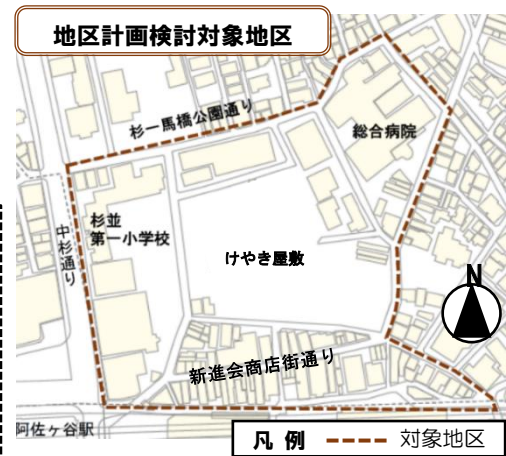 地区計画検討対象地区
杉一馬橋公園通り
総合病院
杉並
第一小学校
中杉通り
けやき屋敷
N
新進会商店街通り
阿佐ケ谷駅
凡例 対象地区